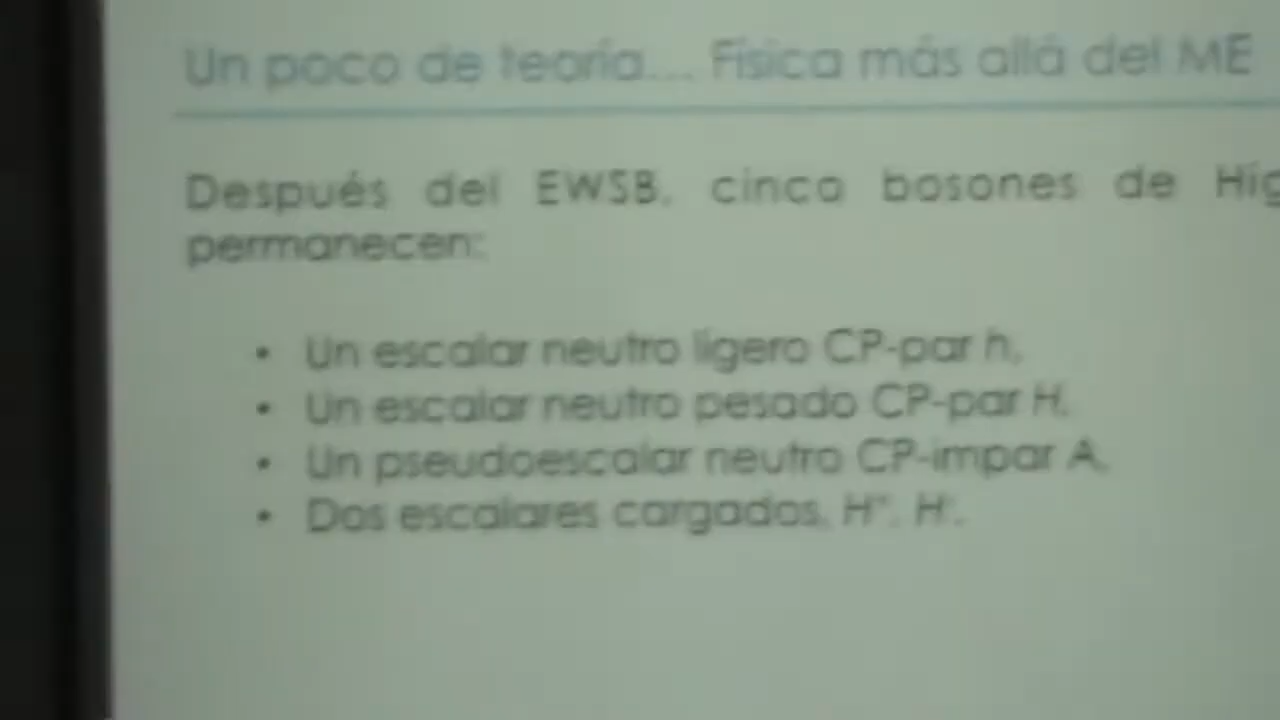 Un poco de teoría... Física más allá del ME
Después del EWSB, cinco bosones de Hig
permanecen:
• Un escalar neutro ligero CP-par h.
• Un escalar neutro pesado CP-par H.
• Un pseudoescalar neutro CP-impar A.
• Dos escalares cargados, H⁺, H⁻.